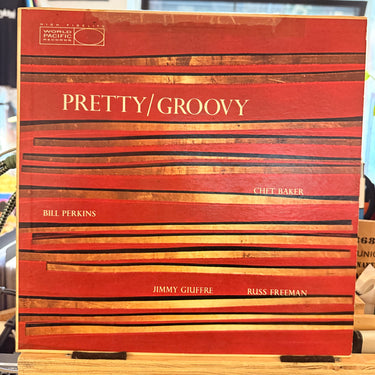 HIGH FIDELITY
WORLD
PACIFIC
RECORDS
PRETTY/GROOVY
CHET BAKER
BILL PERKINS
JIMMY GIUFFRE RUSS FREEMAN